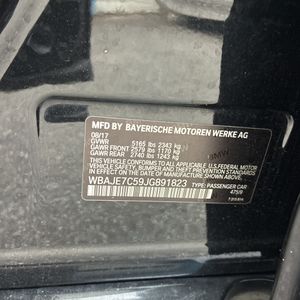 MFD BY BAYERISCHE MOTOREN WERKE AG
08/17
GVWR 5165 lbs 2343 kg
GAWR FRONT 2579 lbs 1170 kg
GAWR REAR 2740 lbs 1243 kg
THIS VEHICLE CONFORMS TO ALL APPLICABLE
U.S. FEDERAL MOTOR VEHICLE SAFETY, BUMPER,
AND THEFT PREVENTION STANDARDS IN EFFECT ON THE
DATE OF MANUFACTURE SHOWN ABOVE.
WBAJE7C59JG891823 TYPE: PASSENGER CAR
475/9